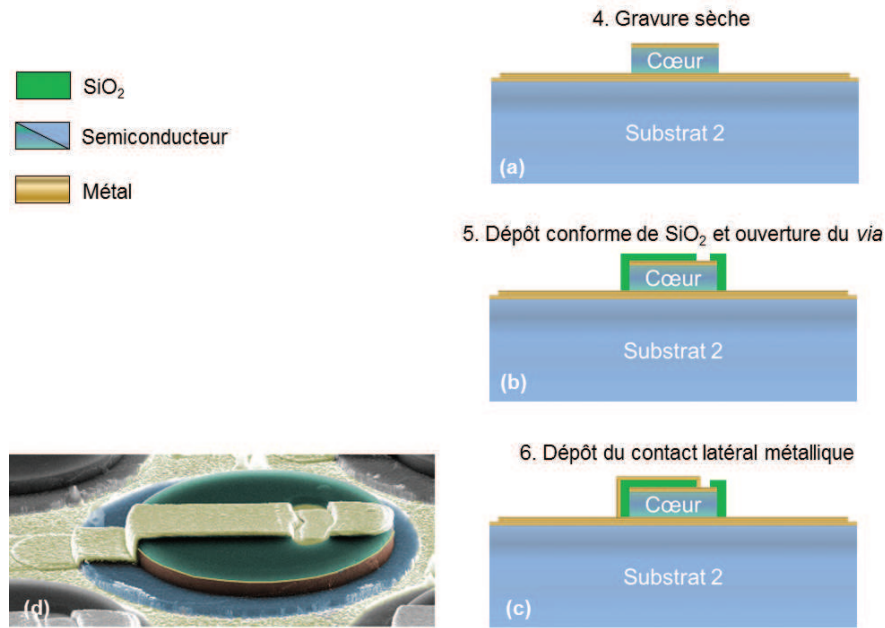 4. Gravure sèche
SiO2
Semiconducteur
Métal
Cœur
Substrat 2
(a)
5. Dépôt conforme de SiO2 et ouverture du via
Cœur
Substrat 2
(b)
6. Dépôt du contact latéral métallique
Cœur
Substrat 2
(c)
(d)